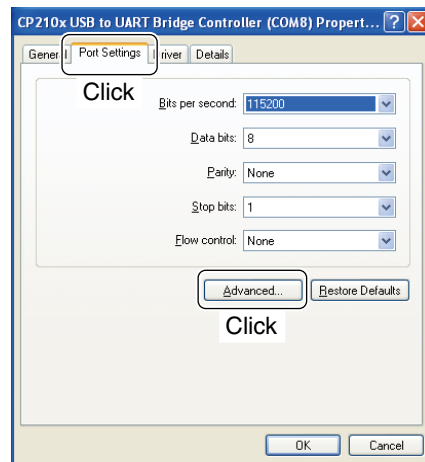 CP210x USB to UART Bridge Controller (COM8) Propert...
General Port Settings Driver Details
Click
Bits per second: 115200
Data bits: 8
Parity: None
Stop bits: 1
Flow control: None
Advanced... Restore Defaults
Click
OK Cancel